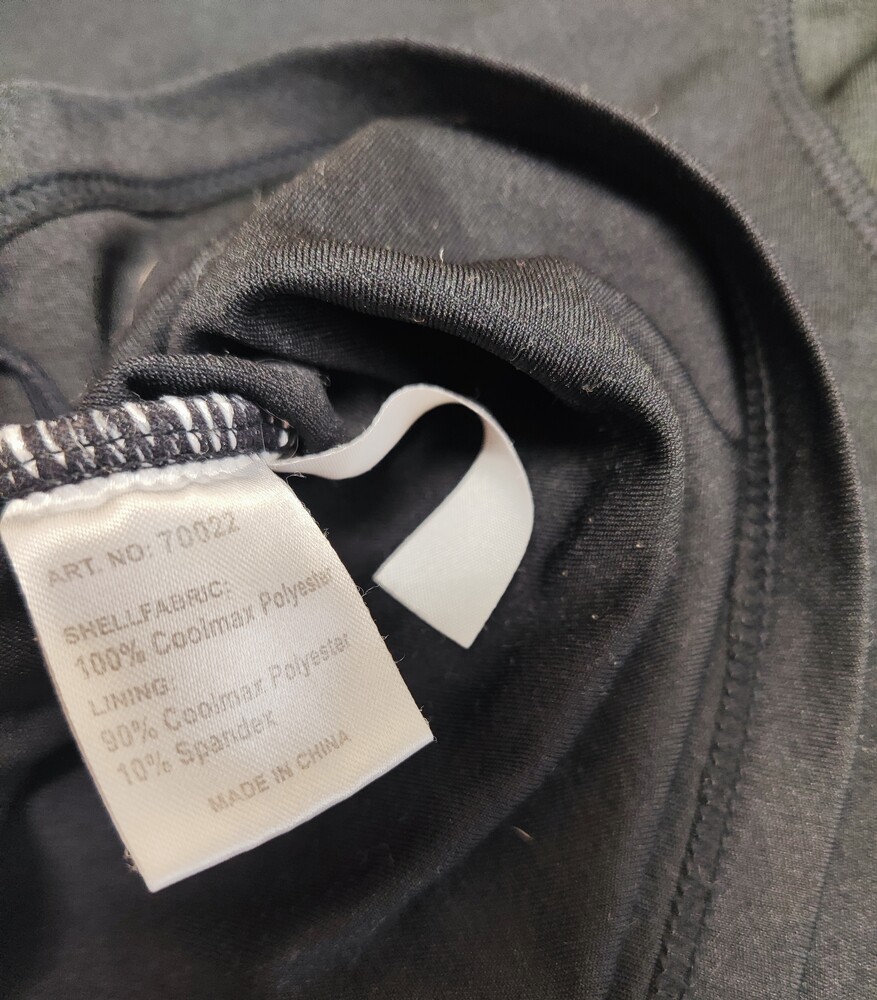 ART. NO: 70022
SHELLFABRIC:
100% Coolmax Polyester
LINING:
90% Coolmax Polyester
10% Spandex
MADE IN CHINA